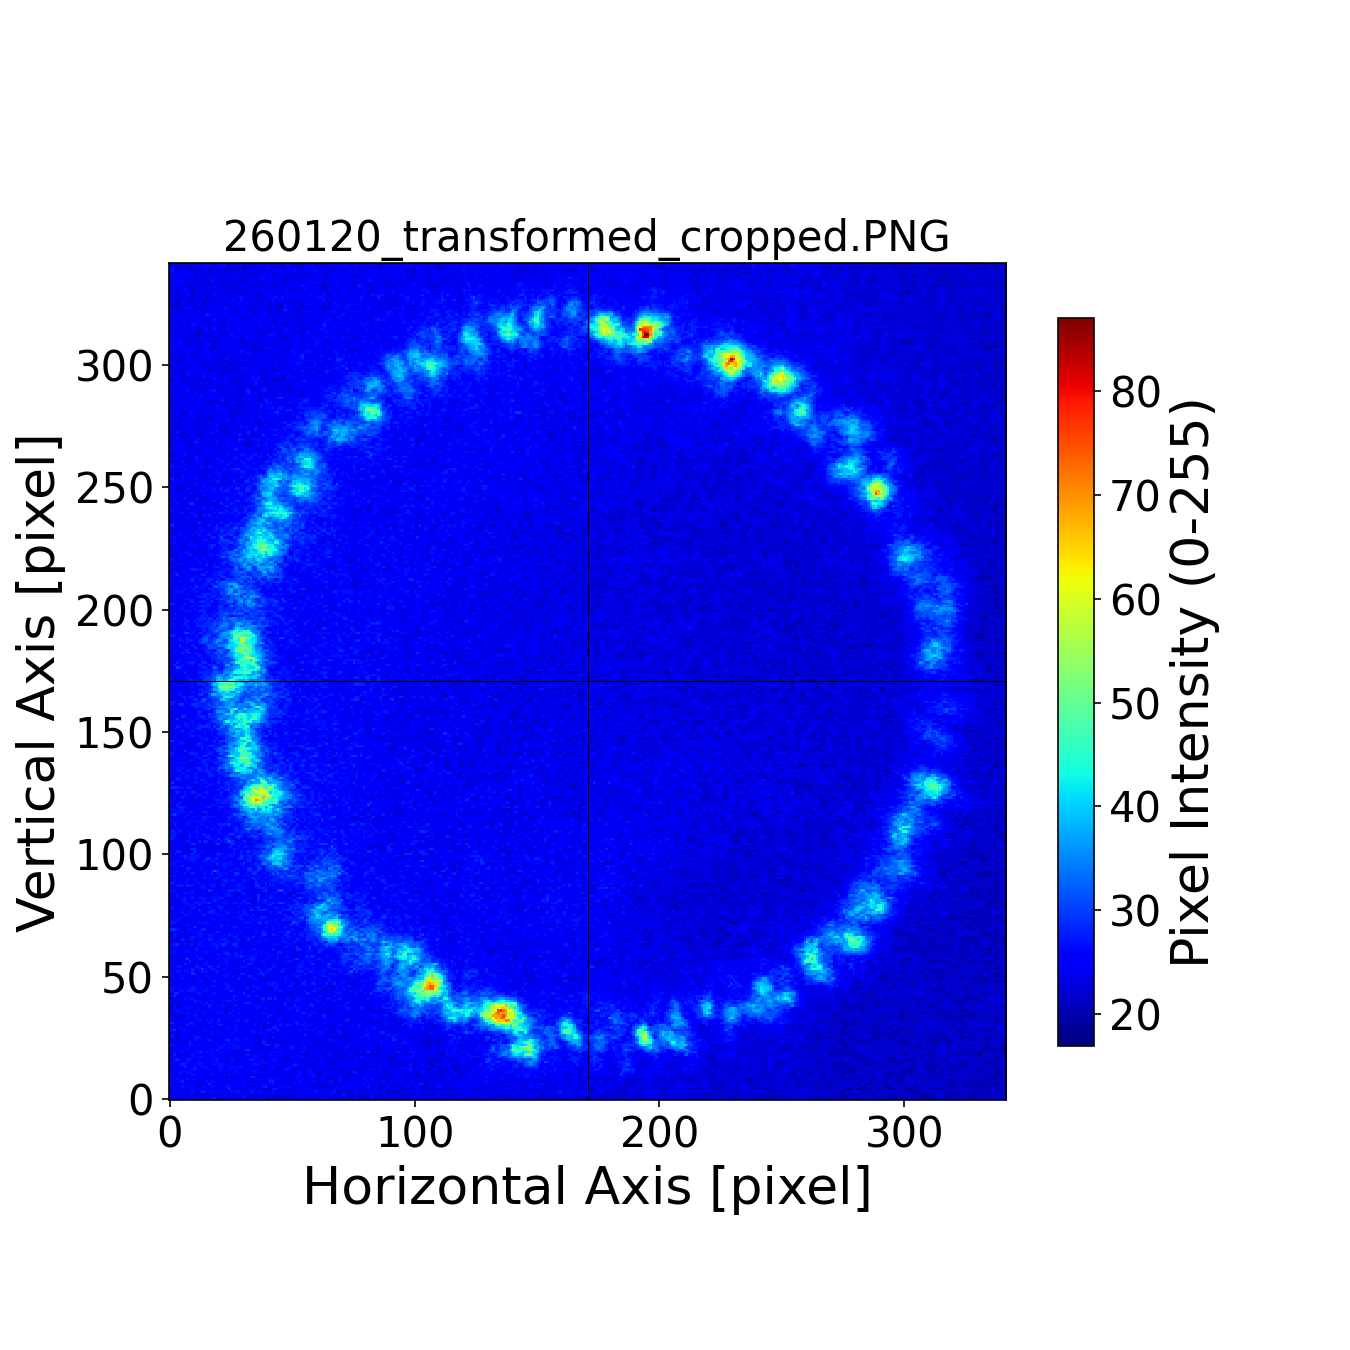 260120_transformed_cropped.PNG
300
250
200
150
100
50
0
Vertical Axis [pixel]
0 100 200 300
Horizontal Axis [pixel]
80
70
60
50
40
30
20
Pixel Intensity (0-255)